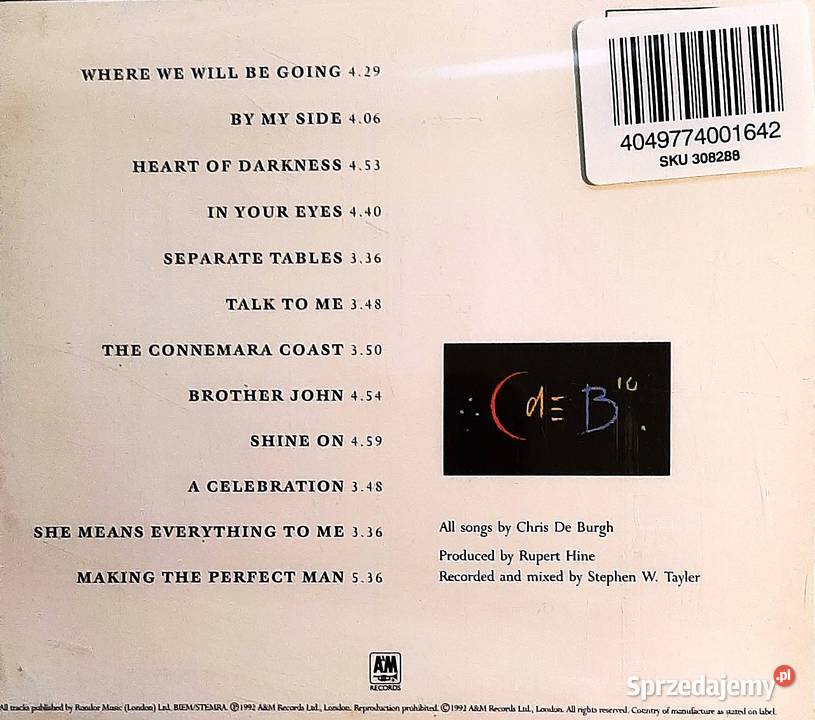 WHERE WE WILL BE GOING 4.29
BY MY SIDE 4.06
HEART OF DARKNESS 4.53
IN YOUR EYES 4.40
SEPARATE TABLES 3.36
TALK TO ME 3.48
THE CONNEMARA COAST 3.50
BROTHER JOHN 4.54
SHINE ON 4.59
A CELEBRATION 3.48
SHE MEANS EVERYTHING TO ME 3.36
MAKING THE PERFECT MAN 5.36
4049774001642
SKU 308288
CdeB'10
All songs by Chris De Burgh
Produced by Rupert Hine
Recorded and mixed by Stephen W. Tayler
A&M
RECORDS
All tracks published by Rondor Music (London) Ltd. BIEM/STEMRA. ℗1992 A&M Records Ltd., London. Reproduction prohibited. ©1992 A&M Records Ltd., London. All rights reserved. Country of manufacture as stated on label.
Sprzedajemy.pl